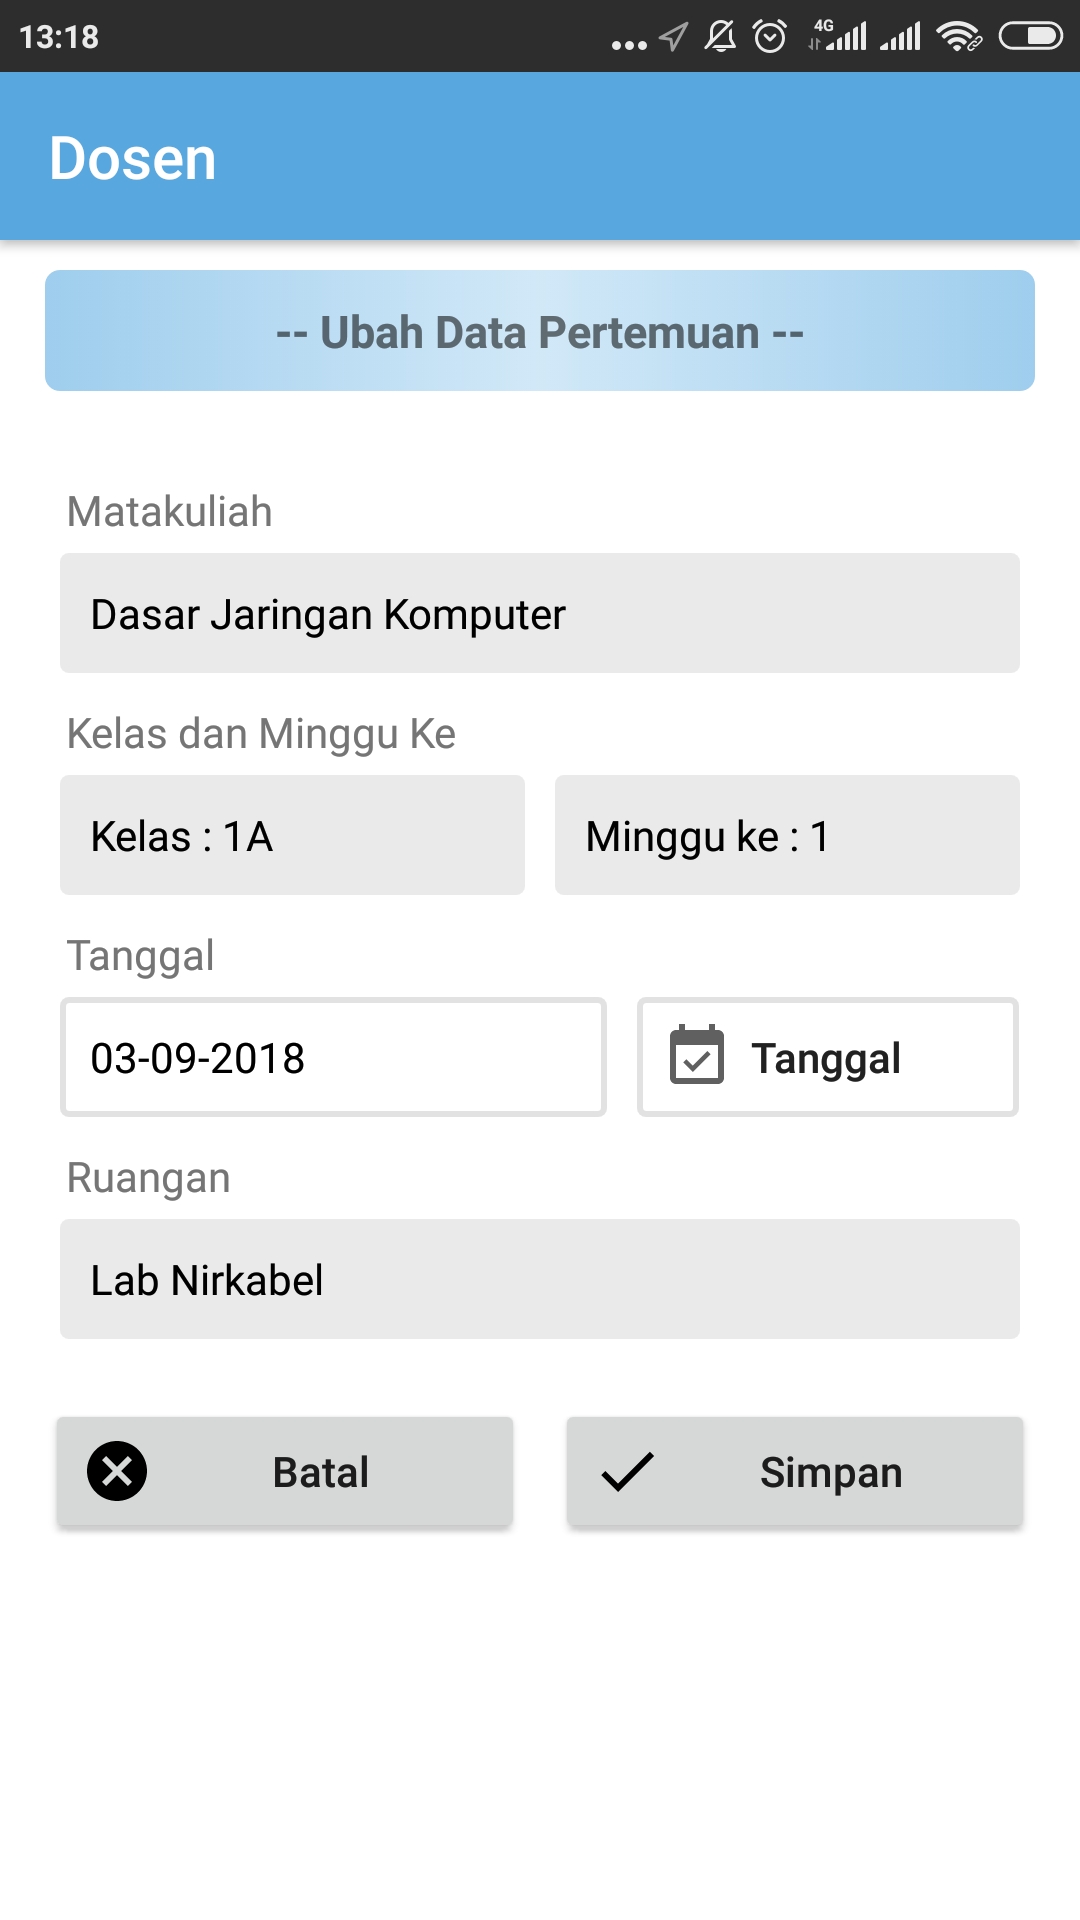 13:18
4G
Dosen
-- Ubah Data Pertemuan --
Matakuliah
Dasar Jaringan Komputer
Kelas dan Minggu Ke
Kelas : 1A
Minggu ke : 1
Tanggal
03-09-2018
Tanggal
Ruangan
Lab Nirkabel
Batal
Simpan